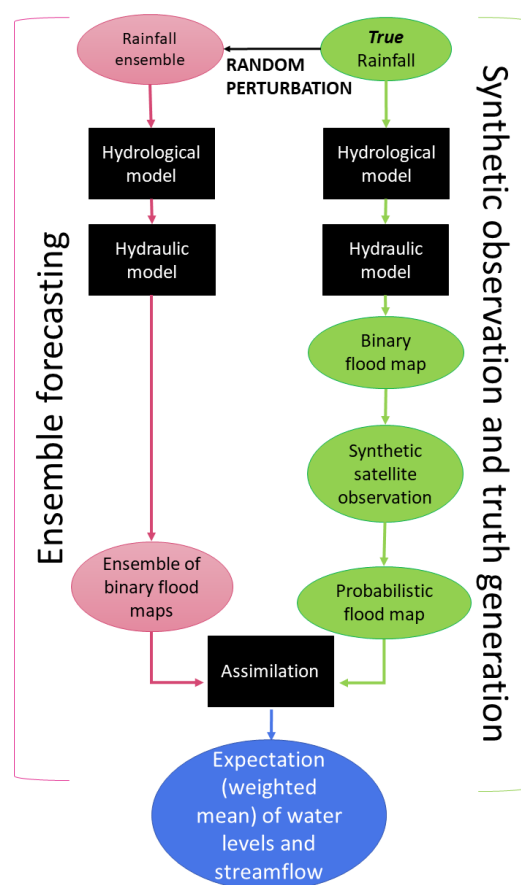 Rainfall
ensemble
RANDOM
PERTURBATION
True
Rainfall
Hydrological
model
Hydrological
model
Hydraulic
model
Hydraulic
model
Binary
flood map
Synthetic
satellite
observation
Ensemble of
binary flood
maps
Probabilistic
flood map
Assimilation
Expectation
(weighted
mean) of water
levels and
streamflow
Ensemble forecasting
Synthetic observation and truth generation